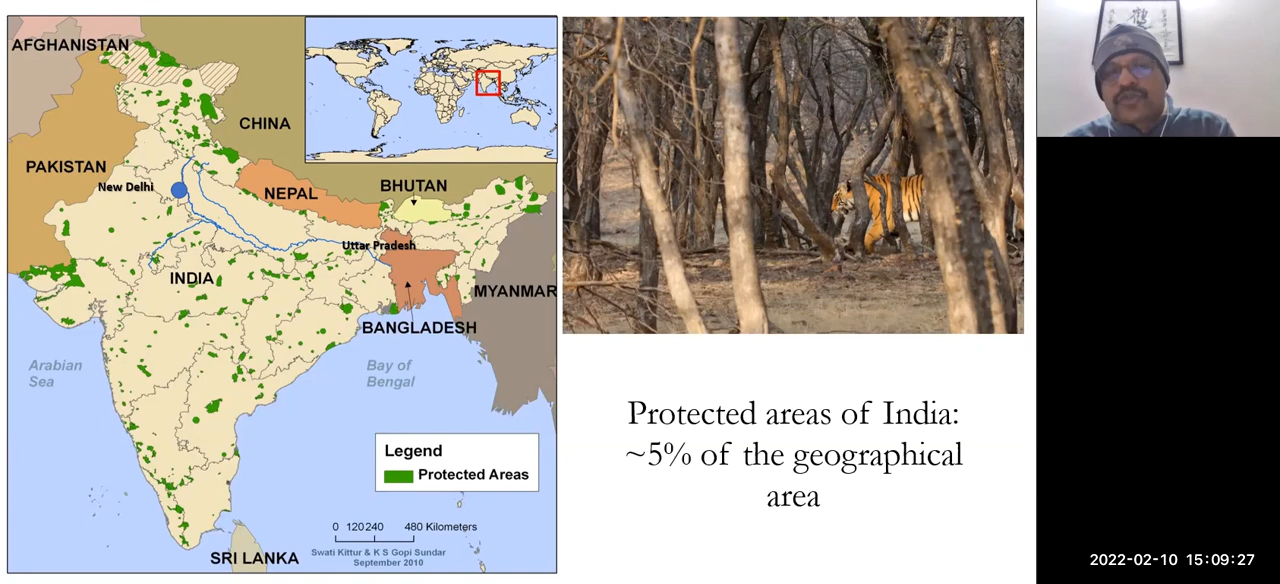 AFGHANISTAN
CHINA
PAKISTAN
New Delhi
NEPAL
BHUTAN
Uttar Pradesh
INDIA
MYANMAR
BANGLADESH
Arabian
Sea
Bay of
Bengal
Legend
Protected Areas
0 120240 480 Kilometers
Swati Kittur & K S Gopi Sundar
September 2010
SRI LANKA
Protected areas of India:
~5% of the geographical
area
2022-02-10 15:09:27